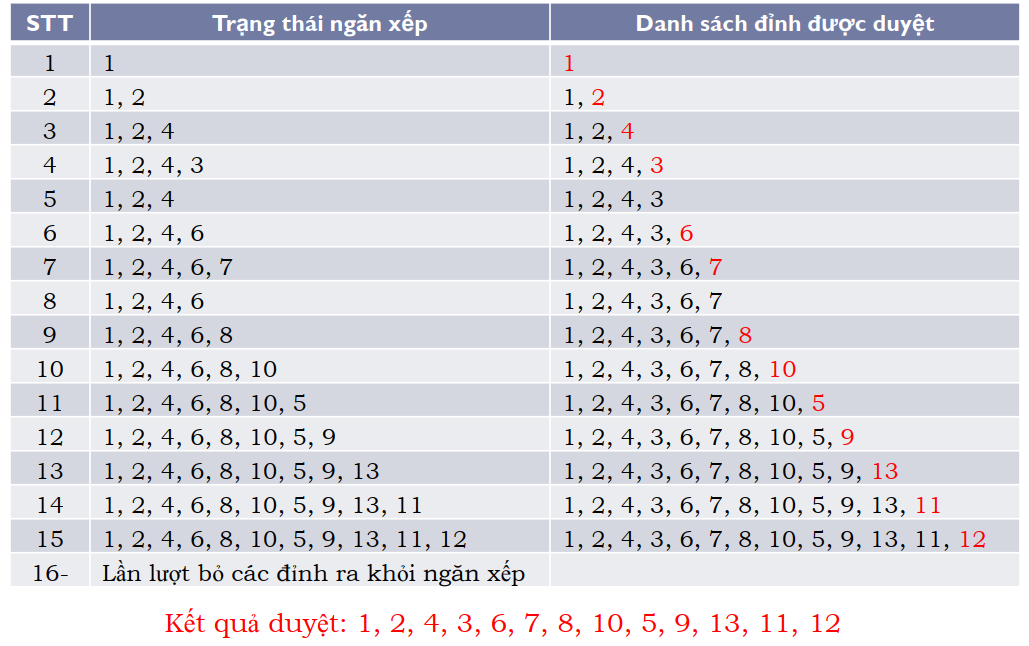 STT Trạng thái ngăn xếp Danh sách đỉnh được duyệt
1 1 1
2 1, 2 1, 2
3 1, 2, 4 1, 2, 4
4 1, 2, 4, 3 1, 2, 4, 3
5 1, 2, 4 1, 2, 4, 3
6 1, 2, 4, 6 1, 2, 4, 3, 6
7 1, 2, 4, 6, 7 1, 2, 4, 3, 6, 7
8 1, 2, 4, 6 1, 2, 4, 3, 6, 7
9 1, 2, 4, 6, 8 1, 2, 4, 3, 6, 7, 8
10 1, 2, 4, 6, 8, 10 1, 2, 4, 3, 6, 7, 8, 10
11 1, 2, 4, 6, 8, 10, 5 1, 2, 4, 3, 6, 7, 8, 10, 5
12 1, 2, 4, 6, 8, 10, 5, 9 1, 2, 4, 3, 6, 7, 8, 10, 5, 9
13 1, 2, 4, 6, 8, 10, 5, 9, 13 1, 2, 4, 3, 6, 7, 8, 10, 5, 9, 13
14 1, 2, 4, 6, 8, 10, 5, 9, 13, 11 1, 2, 4, 3, 6, 7, 8, 10, 5, 9, 13, 11
15 1, 2, 4, 6, 8, 10, 5, 9, 13, 11, 12 1, 2, 4, 3, 6, 7, 8, 10, 5, 9, 13, 11, 12
16- Lần lượt bỏ các đỉnh ra khỏi ngăn xếp
Kết quả duyệt: 1, 2, 4, 3, 6, 7, 8, 10, 5, 9, 13, 11, 12